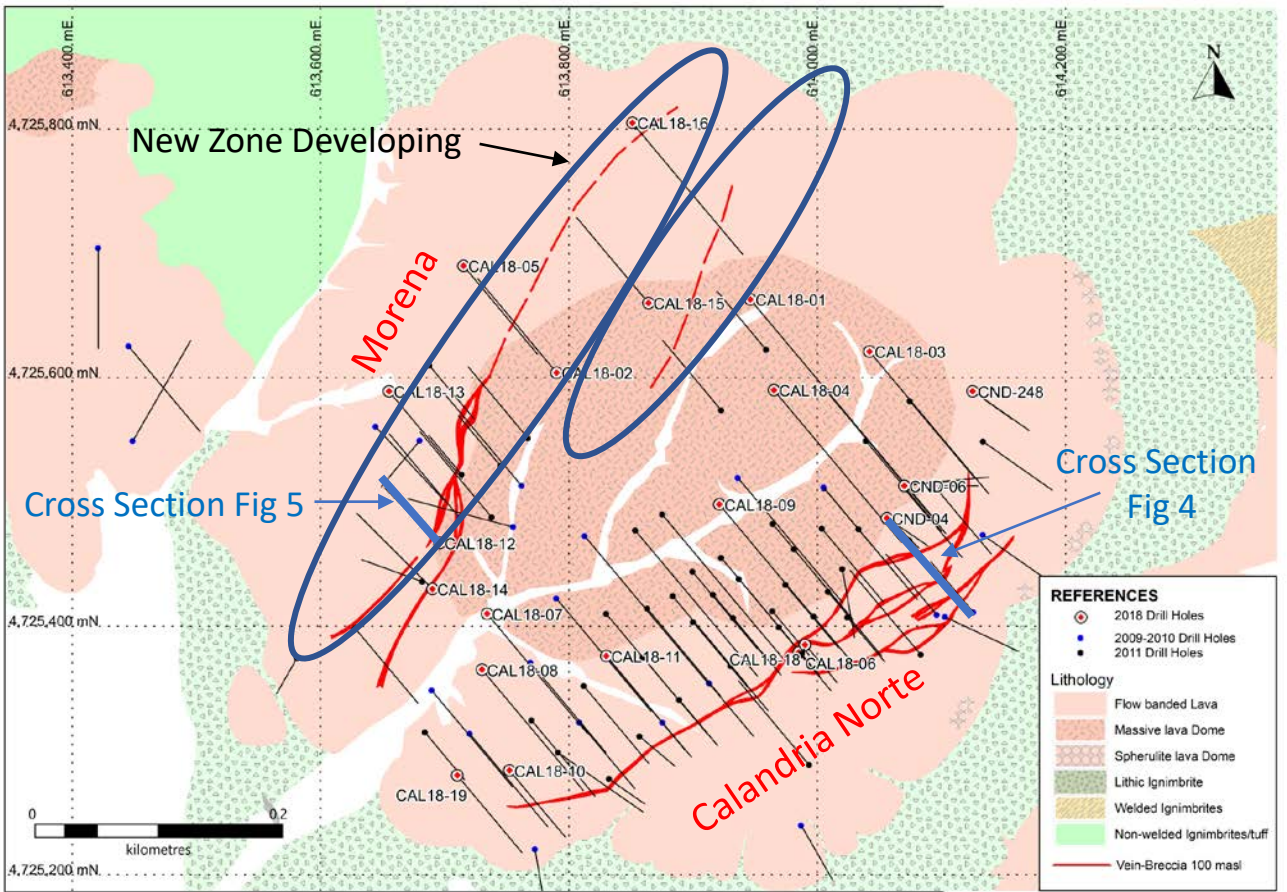 613,400 mE
613,600 mE
613,800 mE
614,000 mE
614,200 mE
N
4,725,800 mN
New Zone Developing
CAL18-16
Morena
CAL18-05
CAL18-15
CAL18-01
CAL18-03
4,725,600 mN
CAL18-02
CAL18-13
CAL18-04
CND-248
Cross Section Fig 5
CAL18-09
CND-06
CND-04
Cross Section
Fig 4
CAL18-12
CAL18-14
CAL18-07
4,725,400 mN
CAL18-11
CAL18-18
CAL18-06
CAL18-08
Calandria Norte
CAL18-10
CAL18-19
0
0.2
kilometres
4,725,200 mN
REFERENCES
2018 Drill Holes
2009-2010 Drill Holes
2011 Drill Holes
Lithology
Flow banded Lava
Massive lava Dome
Spherulite lava Dome
Lithic Ignimbrite
Welded Ignimbrites
Non-welded Ignimbrites/tuff
Vein-Breccia 100 masl